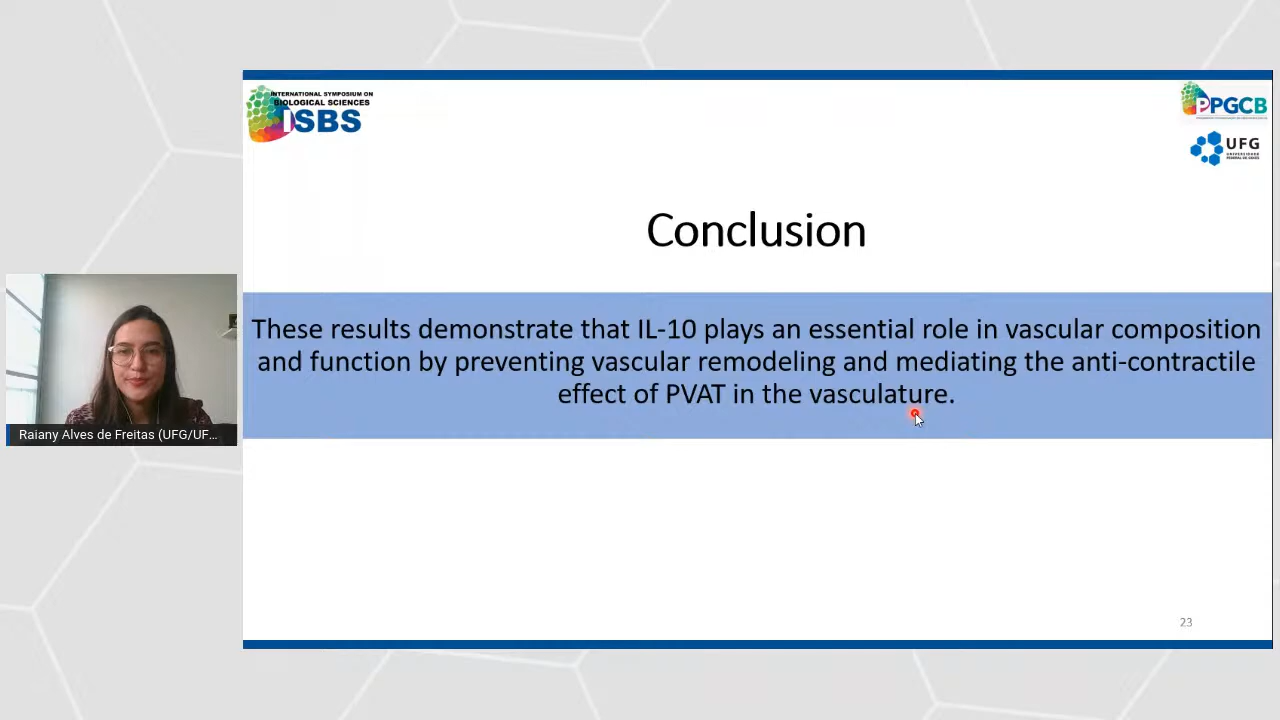 INTERNATIONAL SYMPOSIUM ON
BIOLOGICAL SCIENCES
ISBS
PPGCB
UFG
UNIVERSIDADE
FEDERAL DE GOIÁS
Conclusion
These results demonstrate that IL-10 plays an essential role in vascular composition
and function by preventing vascular remodeling and mediating the anti-contractile
effect of PVAT in the vasculature.
Raiany Alves de Freitas (UFG/UF...
23